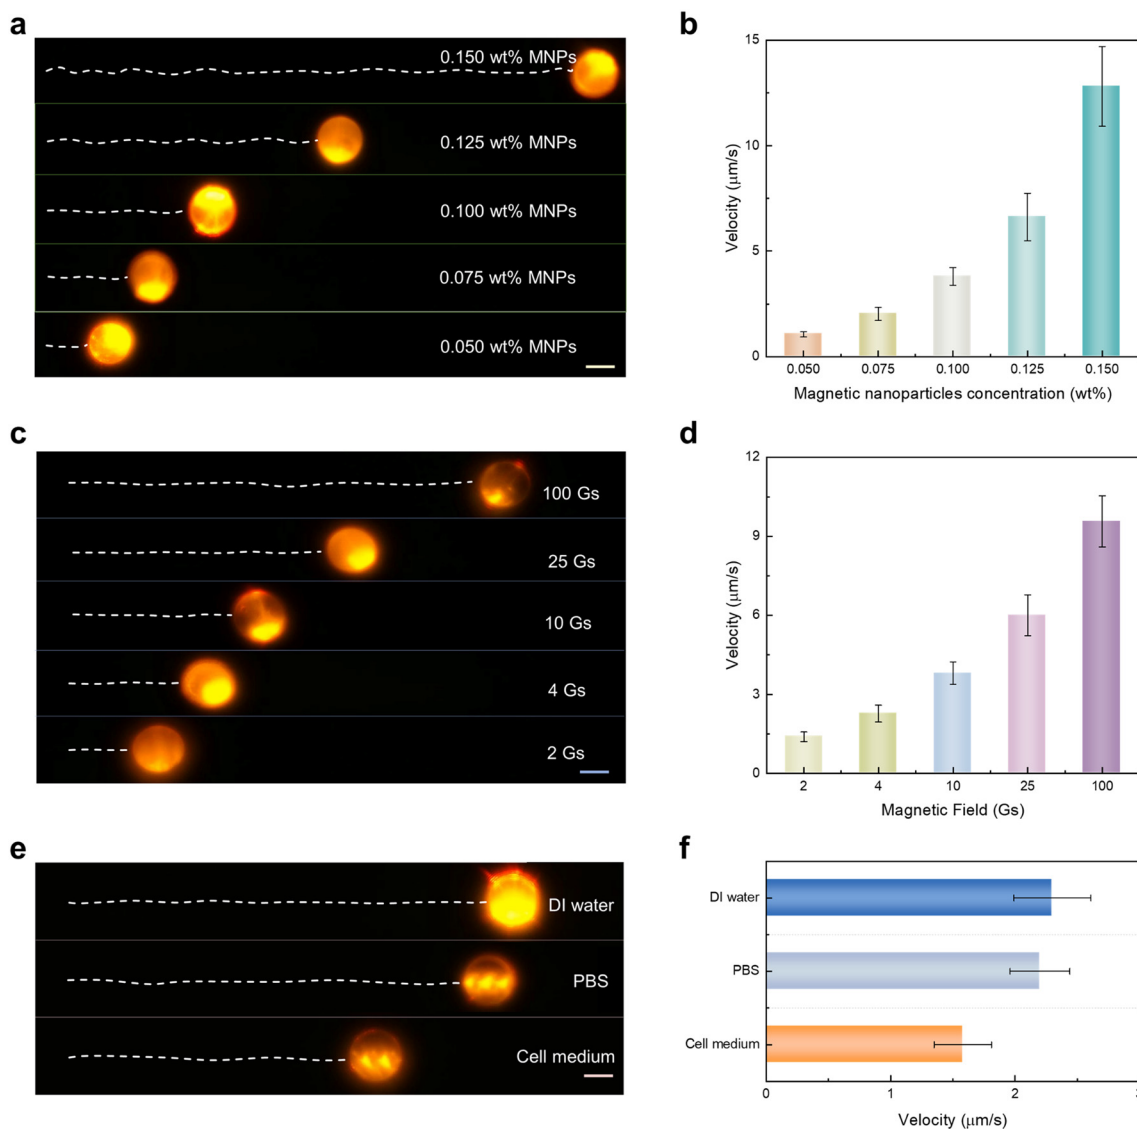 a
0.150 wt% MNPs
0.125 wt% MNPs
0.100 wt% MNPs
0.075 wt% MNPs
0.050 wt% MNPs
b
15
10
5
0
Velocity (μm/s)
0.050 0.075 0.100 0.125 0.150
Magnetic nanoparticles concentration (wt%)
c
100 Gs
25 Gs
10 Gs
4 Gs
2 Gs
d
12
9
6
3
0
Velocity (μm/s)
2 4 10 25 100
Magnetic Field (Gs)
e
DI water
PBS
Cell medium
f
DI water
PBS
Cell medium
0 1 2 3
Velocity (μm/s)